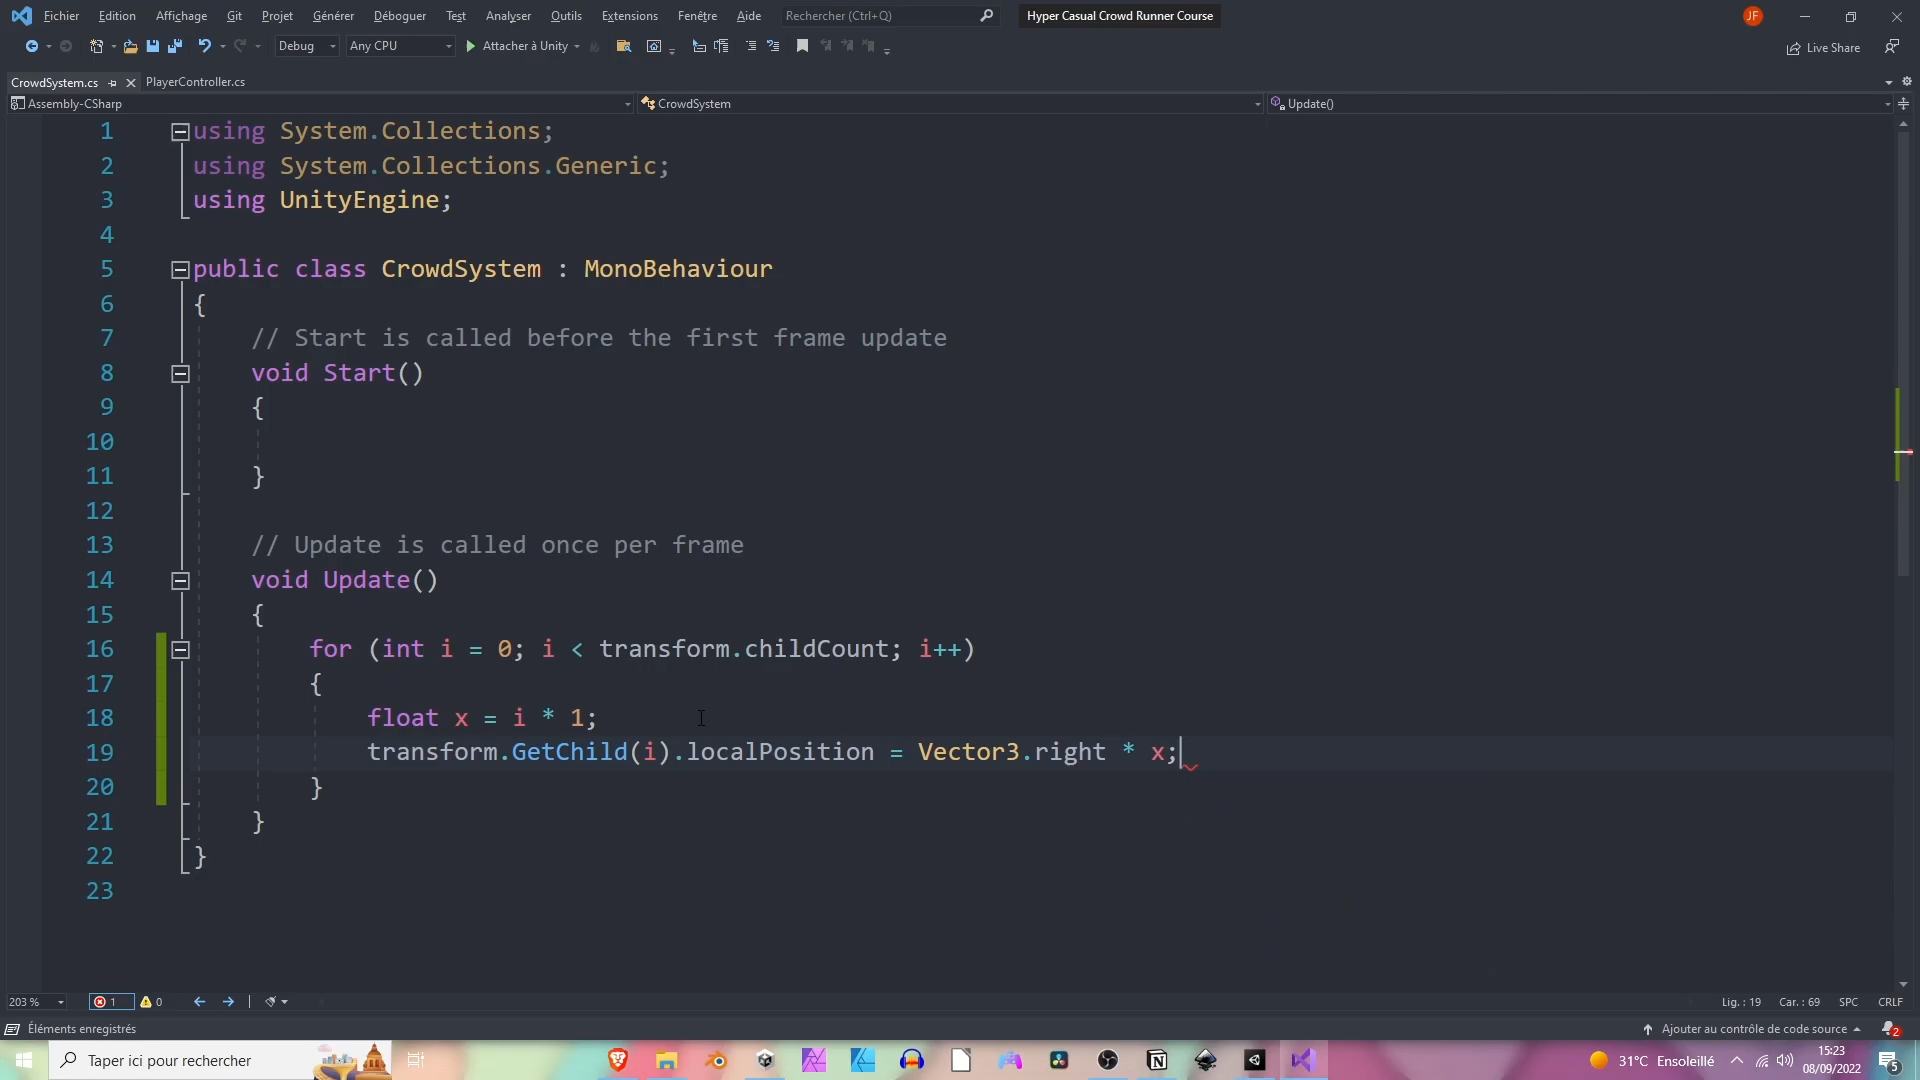 Fichier Edition Affichage Git Projet Générer Déboguer Test Analyser Outils Extensions Fenêtre Aide Rechercher (Ctrl+Q) Hyper Casual Crowd Runner Course JF
Debug Any CPU Attacher à Unity Live Share
CrowdSystem.cs PlayerController.cs
Assembly-CSharp CrowdSystem Update()
1 using System.Collections;
2 using System.Collections.Generic;
3 using UnityEngine;
4
5 public class CrowdSystem : MonoBehaviour
6 {
7 // Start is called before the first frame update
8 void Start()
9 {
10
11 }
12
13 // Update is called once per frame
14 void Update()
15 {
16 for (int i = 0; i < transform.childCount; i++)
17 {
18 float x = i * 1;
19 transform.GetChild(i).localPosition = Vector3.right * x;
20 }
21 }
22 }
23
203 % 1 0 Lig. : 19 Car. : 69 SPC CRLF
Éléments enregistrés Ajouter au contrôle de code source 2
Taper ici pour rechercher 31°C Ensoleillé 15:23
08/09/2022 5